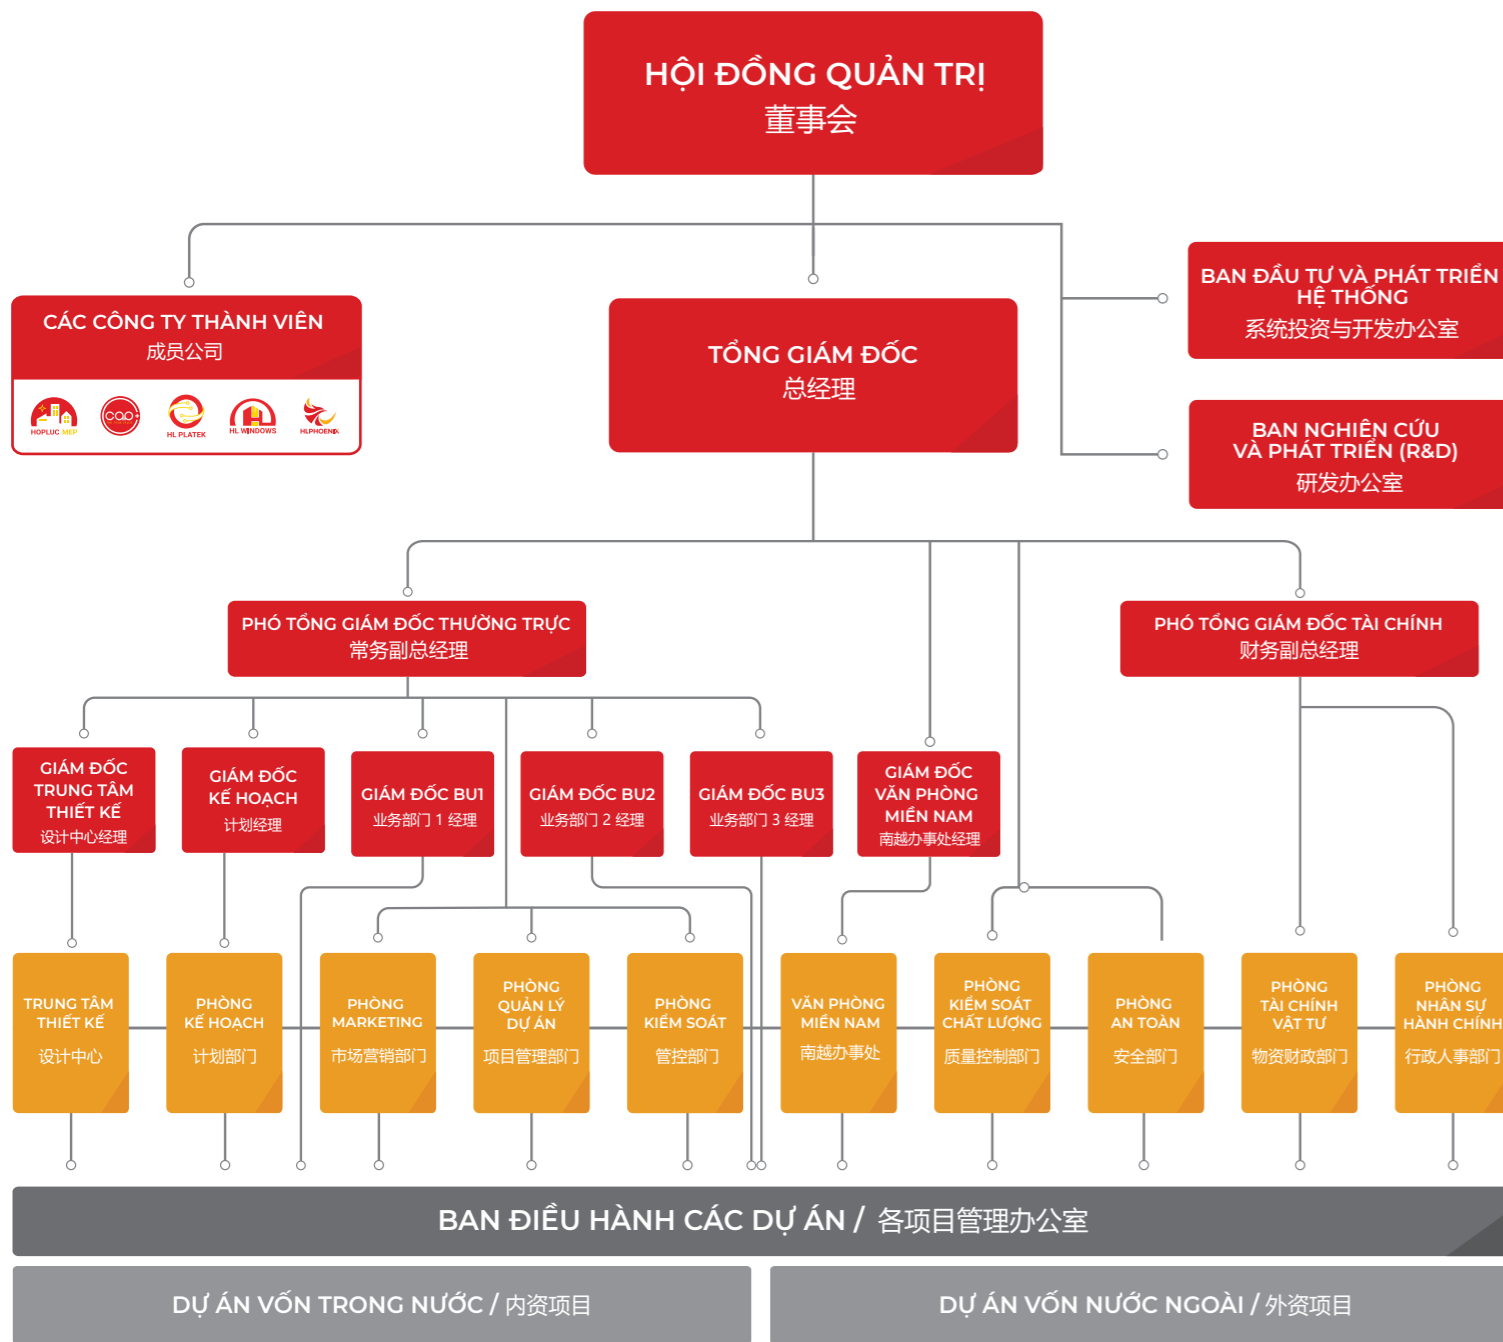 HỘI ĐỒNG QUẢN TRỊ
董事会
CÁC CÔNG TY THÀNH VIÊN
成员公司
HOPLUC MEP
CQP
HL PLATEK
HL WINDOWS
HLPHOENIX
TỔNG GIÁM ĐỐC
总经理
BAN ĐẦU TƯ VÀ PHÁT TRIỂN
HỆ THỐNG
系统投资与开发办公室
BAN NGHIÊN CỨU
VÀ PHÁT TRIỂN (R&D)
研发办公室
PHÓ TỔNG GIÁM ĐỐC THƯỜNG TRỰC
常务副总经理
PHÓ TỔNG GIÁM ĐỐC TÀI CHÍNH
财务副总经理
GIÁM ĐỐC
TRUNG TÂM
THIẾT KẾ
设计中心经理
GIÁM ĐỐC
KẾ HOẠCH
计划经理
GIÁM ĐỐC BU1
业务部门 1 经理
GIÁM ĐỐC BU2
业务部门 2 经理
GIÁM ĐỐC BU3
业务部门 3 经理
GIÁM ĐỐC
VĂN PHÒNG
MIỀN NAM
南越办事处经理
TRUNG TÂM
THIẾT KẾ
设计中心
PHÒNG
KẾ HOẠCH
计划部门
PHÒNG
MARKETING
市场营销部门
PHÒNG
QUẢN LÝ
DỰ ÁN
项目管理部门
PHÒNG
KIỂM SOÁT
管控部门
VĂN PHÒNG
MIỀN NAM
南越办事处
PHÒNG
KIỂM SOÁT
CHẤT LƯỢNG
质量控制部门
PHÒNG
AN TOÀN
安全部门
PHÒNG
TÀI CHÍNH
VẬT TƯ
物资财政部门
PHÒNG
NHÂN SỰ
HÀNH CHÍNH
行政人事部门
BAN ĐIỀU HÀNH CÁC DỰ ÁN / 各项目管理办公室
DỰ ÁN VỐN TRONG NƯỚC / 内资项目
DỰ ÁN VỐN NƯỚC NGOÀI / 外资项目